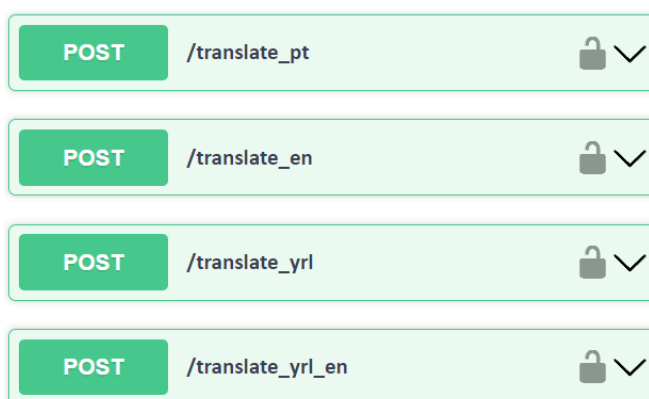 POST /translate_pt
POST /translate_en
POST /translate_yrl
POST /translate_yrl_en